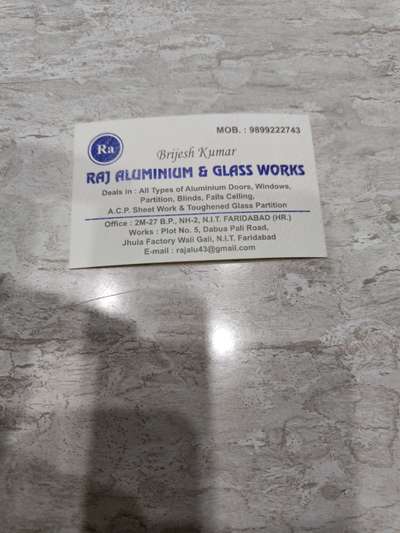 MOB. : 9899222743
Ra
Brijesh Kumar
RAJ ALUMINIUM & GLASS WORKS
Deals in : All Types of Aluminium Doors, Windows,
Partition, Blinds, Falls Celling,
A.C.P. Sheet Work & Toughened Glass Partition
Office : 2M-27 B.P., NH-2, N.I.T. FARIDABAD (HR.)
Works : Plot No. 5, Dabua Pali Road,
Jhula Factory Wali Gali, N.I.T. Faridabad
E-mail : rajalu43@gmail.com